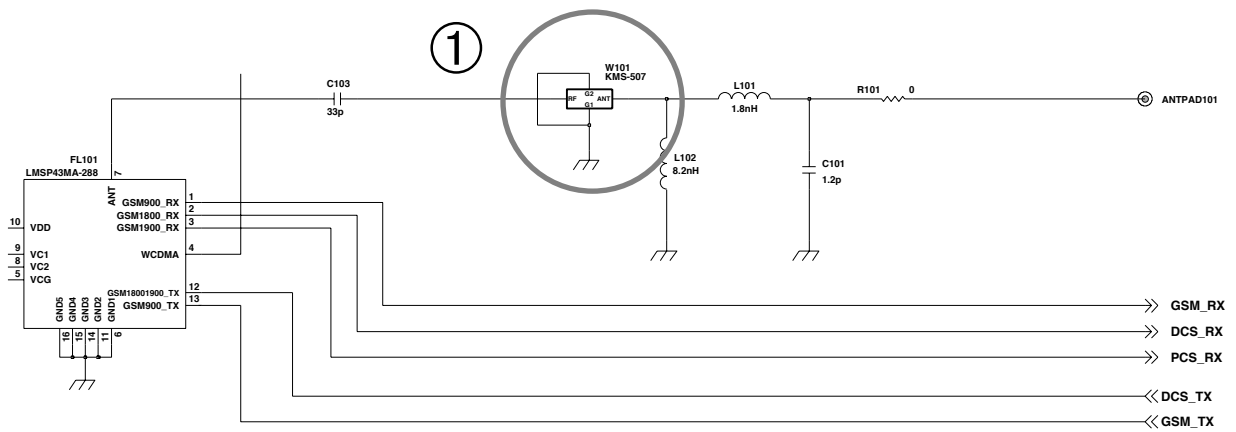 1
W101
KMS-507
C103
33p
RF
G2
G1
ANT
L101
1.8nH
R101 0
ANTPAD101
L102
8.2nH
C101
1.2p
FL101
LMSP43MA-288
7
ANT
GSM900_RX 1
GSM1800_RX 2
GSM1900_RX 3
10 VDD
9 VC1
8 VC2
5 VCG
WCDMA 4
GSM18001900_TX 12
GSM900_TX 13
GND5
GND4
GND3
GND2
GND1
16
15
14
11
6
GSM_RX
DCS_RX
PCS_RX
DCS_TX
GSM_TX